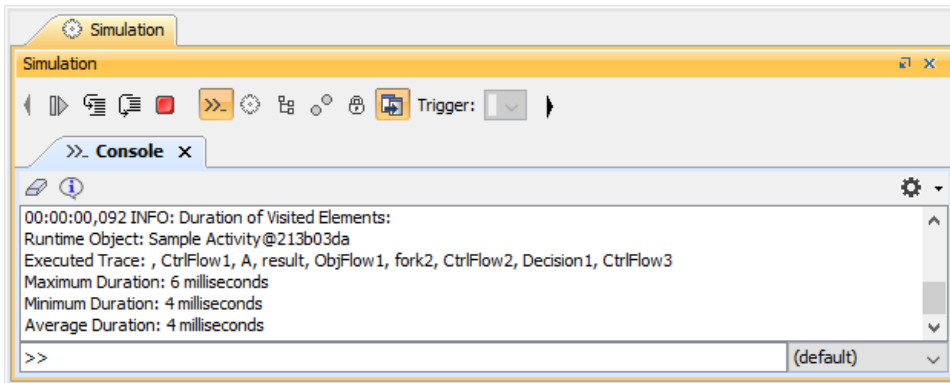 Simulation
Simulation
Trigger:
>>_ Console X
00:00:00,092 INFO: Duration of Visited Elements:
Runtime Object: Sample Activity@213b03da
Executed Trace: , CtrlFlow1, A, result, ObjFlow1, fork2, CtrlFlow2, Decision1, CtrlFlow3
Maximum Duration: 6 milliseconds
Minimum Duration: 4 milliseconds
Average Duration: 4 milliseconds
>> (default)